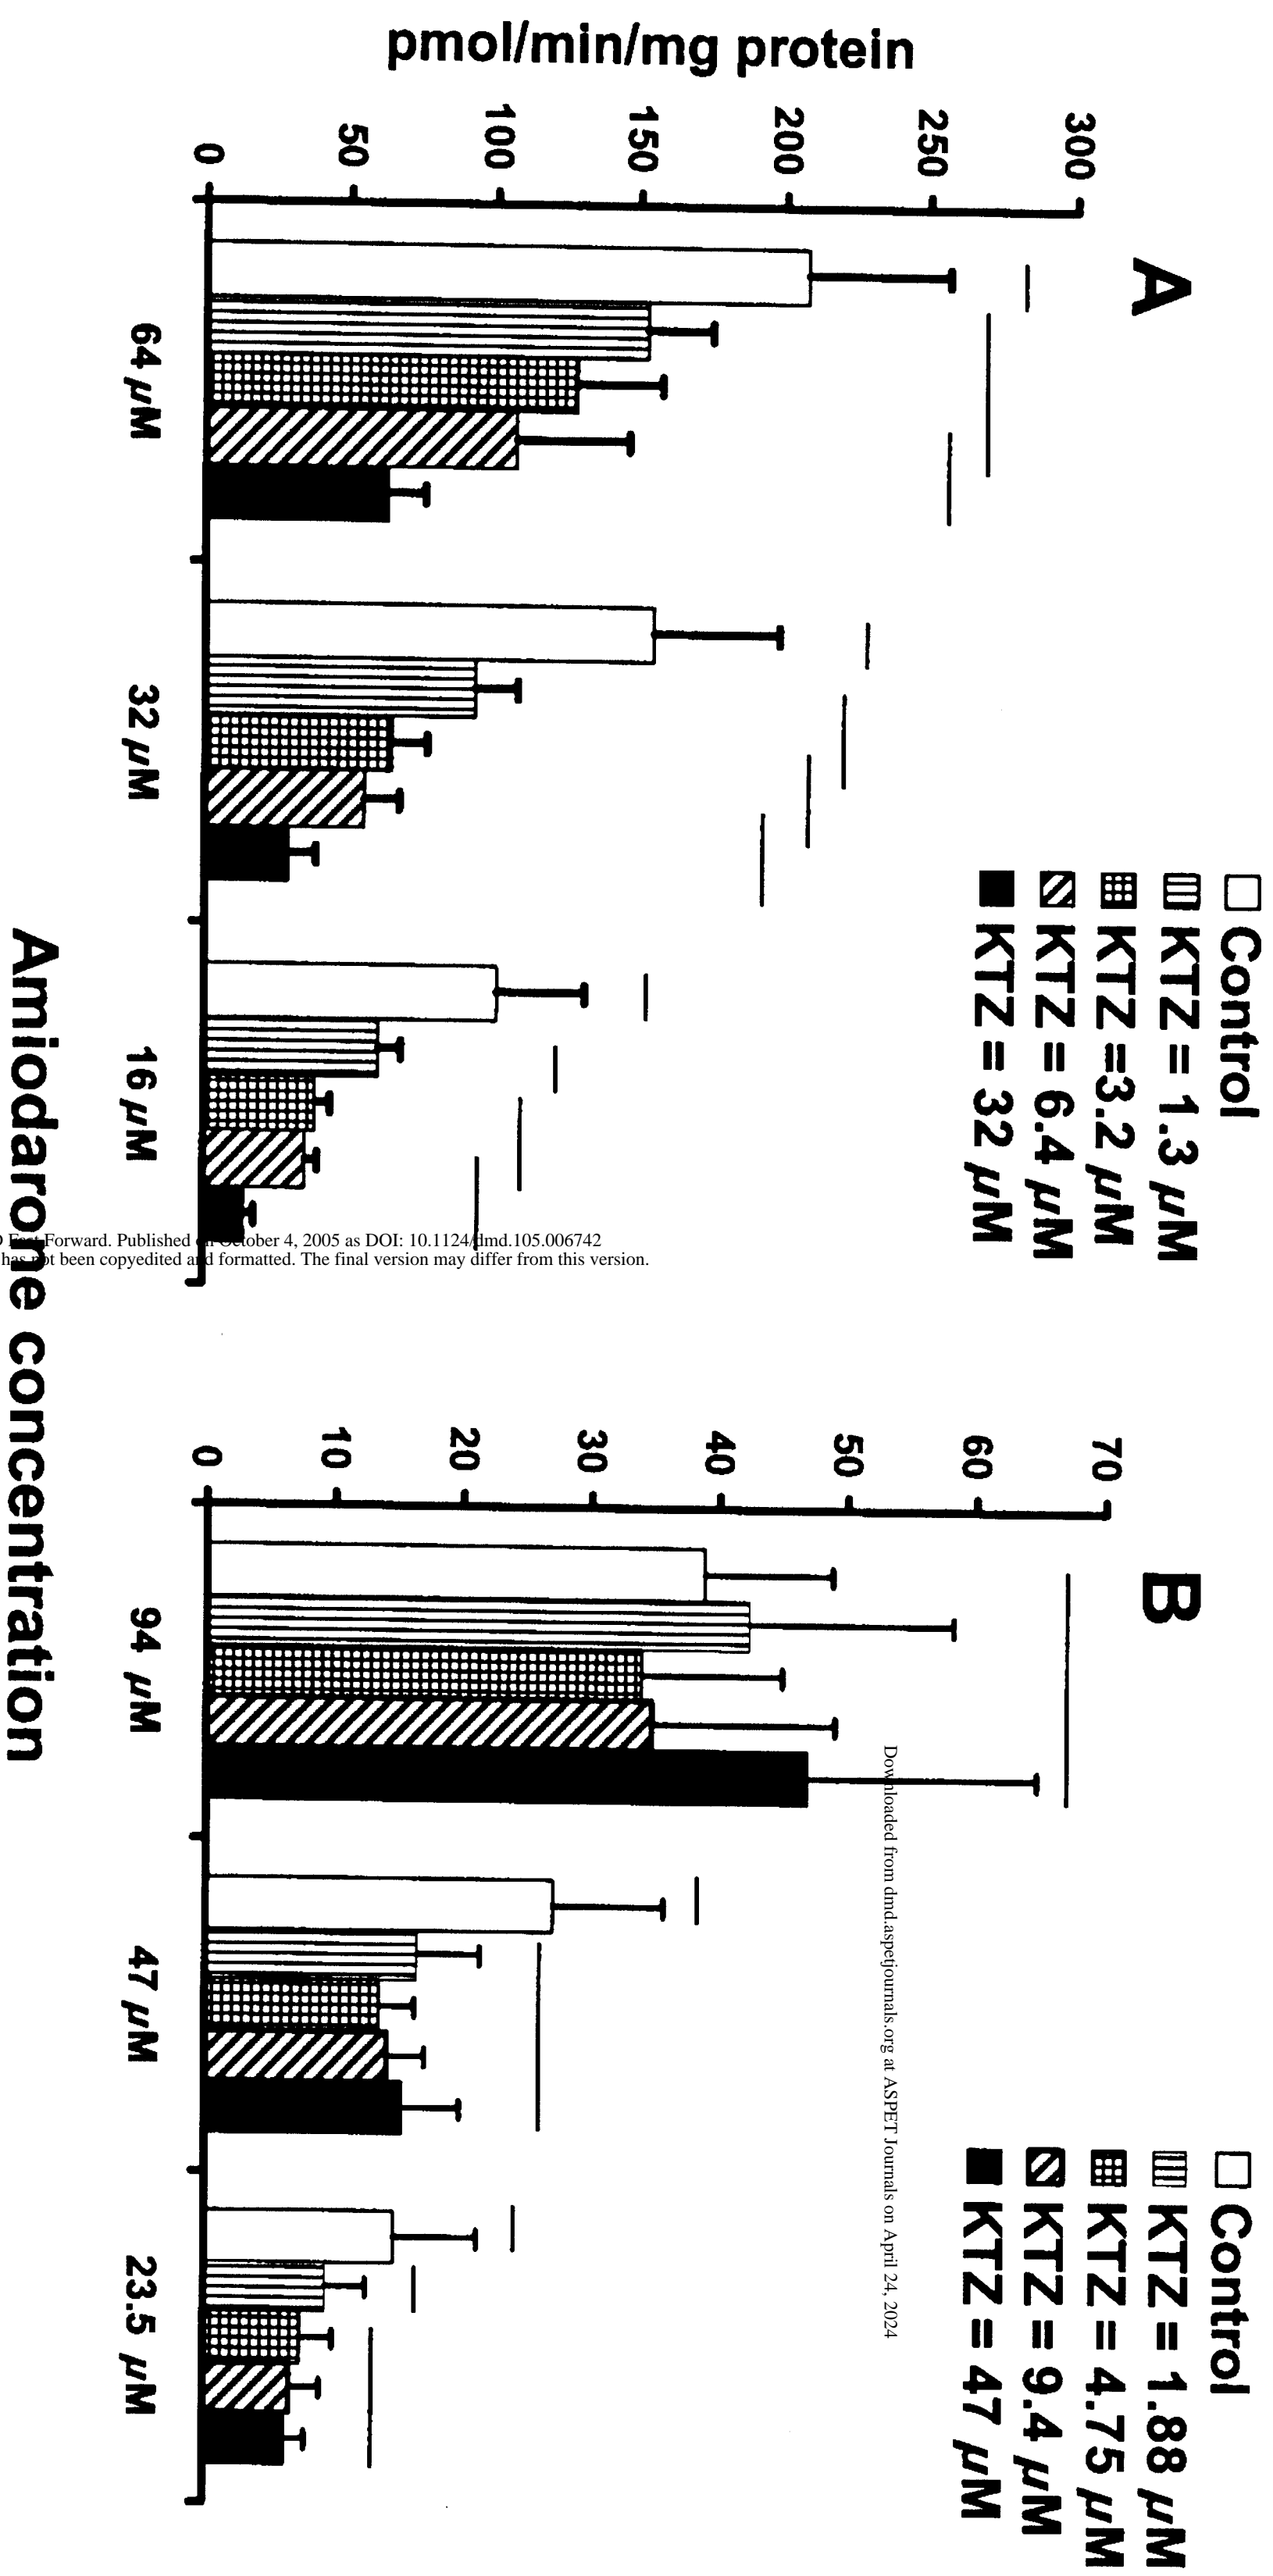 pmol/min/mg protein
A
300
250
200
150
100
50
0
64 µM
32 µM
16 µM
Control
KTZ = 1.3 µM
KTZ =3.2 µM
KTZ = 6.4 µM
KTZ = 32 µM
B
70
60
50
40
30
20
10
0
94 µM
47 µM
23.5 µM
Control
KTZ = 1.88 µM
KTZ = 4.75 µM
KTZ = 9.4 µM
KTZ = 47 µM
Amiodarone concentration
Forward. Published on October 4, 2005 as DOI: 10.1124/dmd.105.006742
has not been copyedited and formatted. The final version may differ from this version.
Downloaded from dmd.aspetjournals.org at ASPET Journals on April 24, 2024